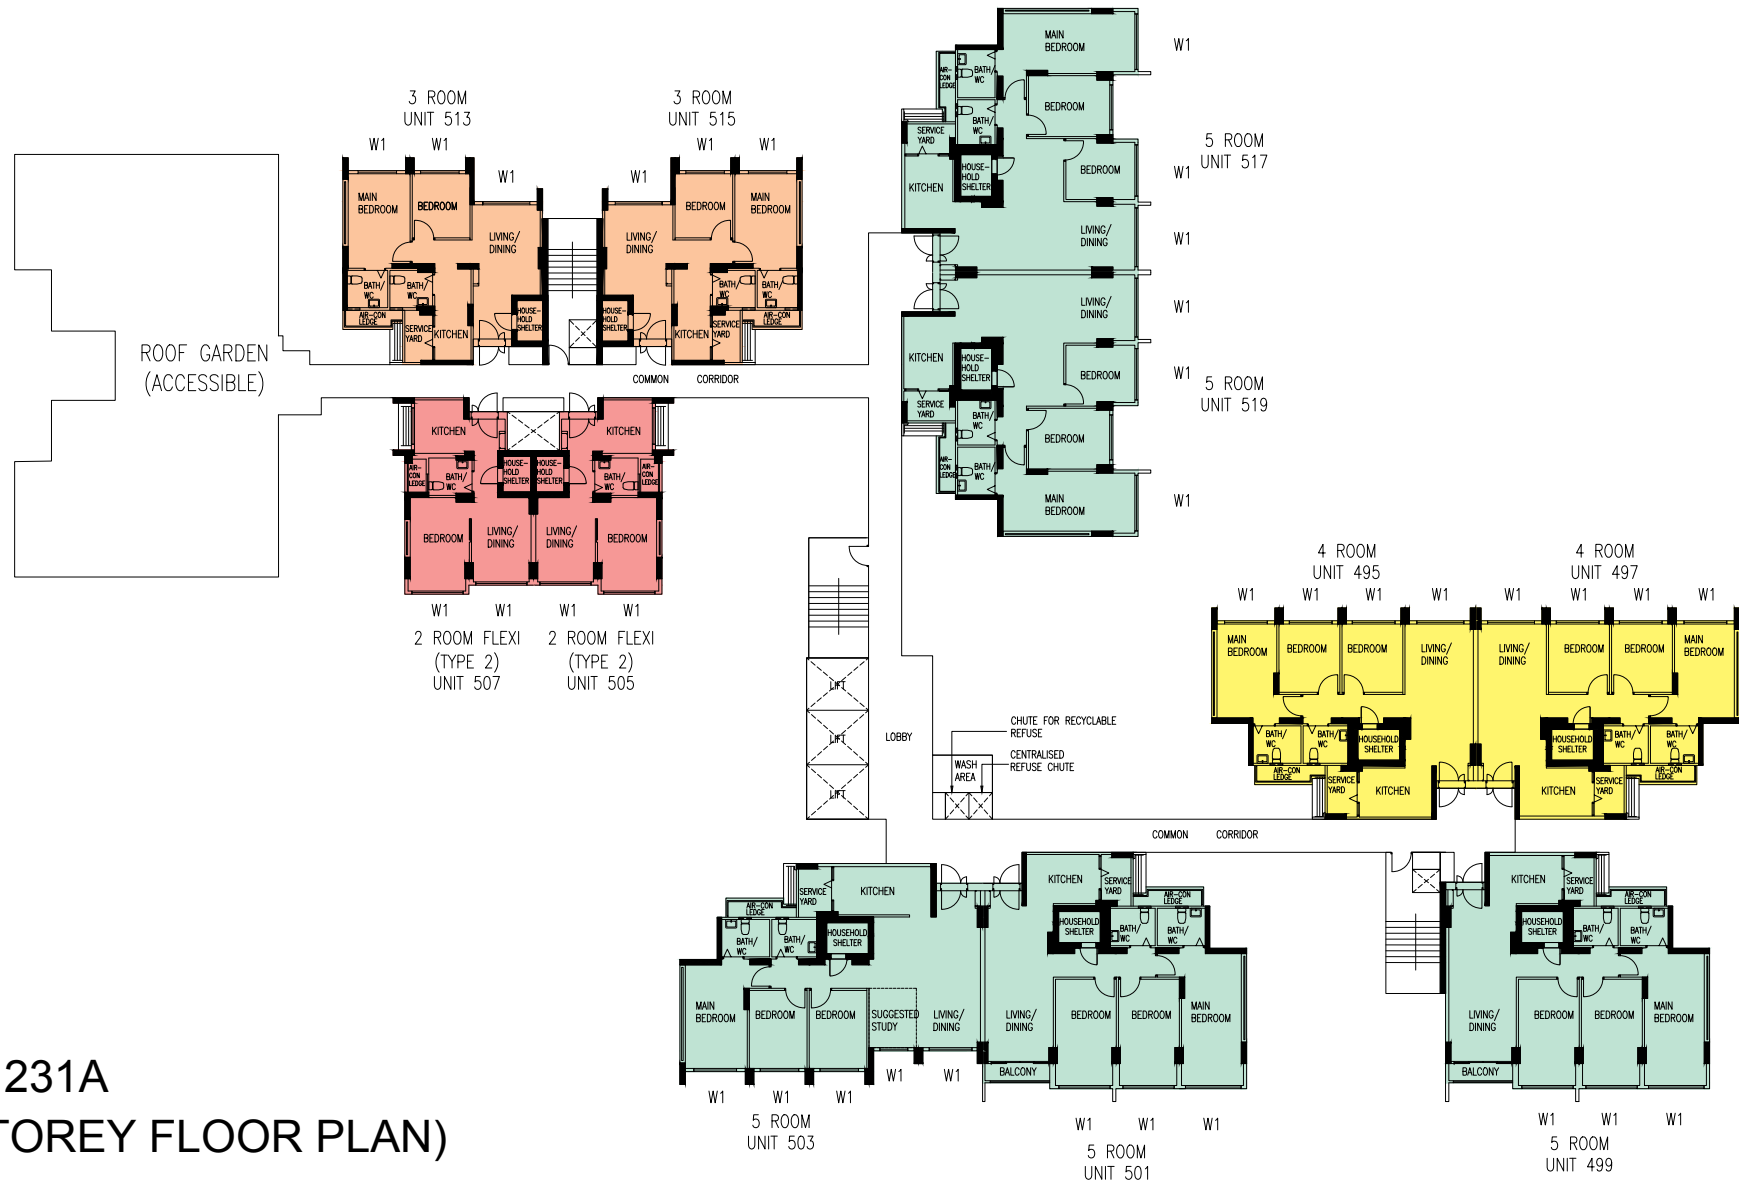 3 ROOM
UNIT 513
W1
W1
W1
MAIN
BEDROOM
BEDROOM
LIVING/
DINING
BATH/
WC
BATH/
WC
AIR-CON
LEDGE
SERVICE
YARD
KITCHEN
HOUSE-
HOLD
SHELTER
3 ROOM
UNIT 515
W1
W1
W1
LIVING/
DINING
BEDROOM
MAIN
BEDROOM
BATH/
WC
BATH/
WC
HOUSE-
HOLD
SHELTER
KITCHEN
SERVICE
YARD
AIR-CON
LEDGE
ROOF GARDEN
(ACCESSIBLE)
COMMON CORRIDOR
MAIN
BEDROOM
W1
AIR-
CON
LEDGE
BATH/
WC
BATH/
WC
BEDROOM
SERVICE
YARD
HOUSE-
HOLD
SHELTER
BEDROOM
KITCHEN
W1
5 ROOM
UNIT 517
LIVING/
DINING
W1
LIVING/
DINING
W1
KITCHEN
HOUSE-
HOLD
SHELTER
BEDROOM
W1
5 ROOM
UNIT 519
SERVICE
YARD
BATH/
WC
BEDROOM
AIR-
CON
LEDGE
BATH/
WC
MAIN
BEDROOM
W1
KITCHEN
KITCHEN
AIR-
CON
LEDGE
BATH/
WC
HOUSE-
HOLD
SHELTER
HOUSE-
HOLD
SHELTER
BATH/
WC
AIR-
CON
LEDGE
BEDROOM
LIVING/
DINING
LIVING/
DINING
BEDROOM
W1
W1
W1
W1
2 ROOM FLEXI
(TYPE 2)
UNIT 507
2 ROOM FLEXI
(TYPE 2)
UNIT 505
LIFT
LIFT
LIFT
LOBBY
CHUTE FOR RECYCLABLE
REFUSE
CENTRALISED
REFUSE CHUTE
WASH
AREA
4 ROOM
UNIT 495
4 ROOM
UNIT 497
W1
W1
W1
W1
W1
W1
W1
W1
MAIN
BEDROOM
BEDROOM
BEDROOM
LIVING/
DINING
LIVING/
DINING
BEDROOM
BEDROOM
MAIN
BEDROOM
BATH/
WC
BATH/
WC
HOUSEHOLD
SHELTER
HOUSEHOLD
SHELTER
BATH/
WC
BATH/
WC
AIR-CON
LEDGE
SERVICE
YARD
KITCHEN
KITCHEN
SERVICE
YARD
AIR-CON
LEDGE
COMMON CORRIDOR
SERVICE
YARD
KITCHEN
AIR-CON
LEDGE
BATH/
WC
BATH/
WC
HOUSEHOLD
SHELTER
MAIN
BEDROOM
BEDROOM
BEDROOM
SUGGESTED
STUDY
LIVING/
DINING
W1
W1
W1
W1
W1
5 ROOM
UNIT 503
KITCHEN
SERVICE
YARD
AIR-CON
LEDGE
HOUSEHOLD
SHELTER
BATH/
WC
BATH/
WC
LIVING/
DINING
BEDROOM
BEDROOM
MAIN
BEDROOM
BALCONY
W1
W1
W1
5 ROOM
UNIT 501
KITCHEN
SERVICE
YARD
AIR-CON
LEDGE
HOUSEHOLD
SHELTER
BATH/
WC
BATH/
WC
LIVING/
DINING
BEDROOM
BEDROOM
MAIN
BEDROOM
BALCONY
W1
W1
W1
5 ROOM
UNIT 499
231A
TOREY FLOOR PLAN)